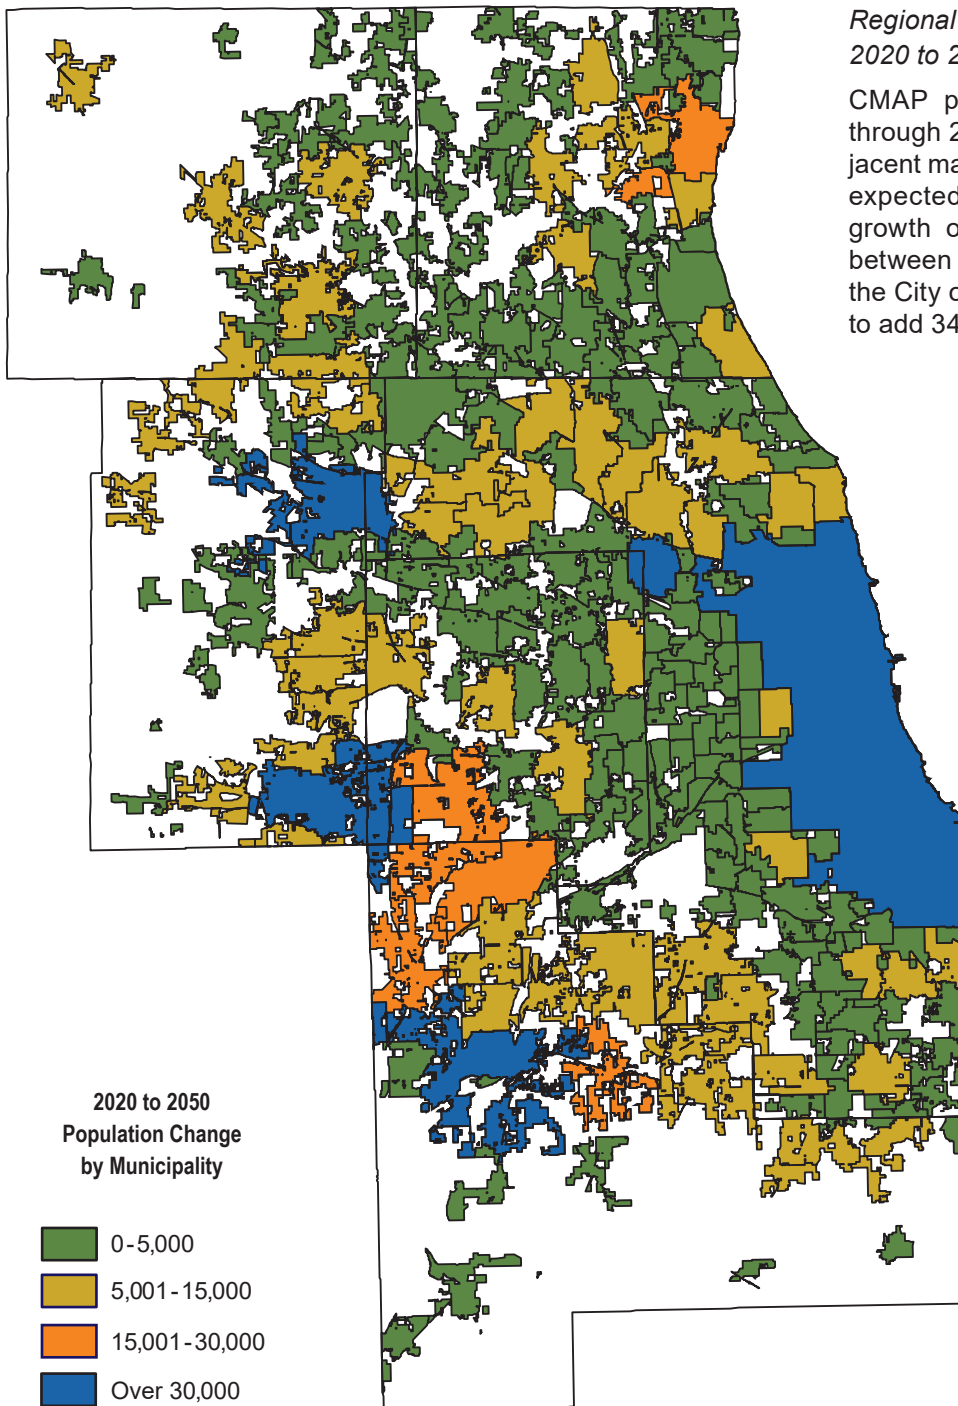 Regional
2020 to 2
CMAP p
through 2
jacent ma
expected
growth o
between
the City o
to add 34
2020 to 2050
Population Change
by Municipality
0-5,000
5,001-15,000
15,001-30,000
Over 30,000